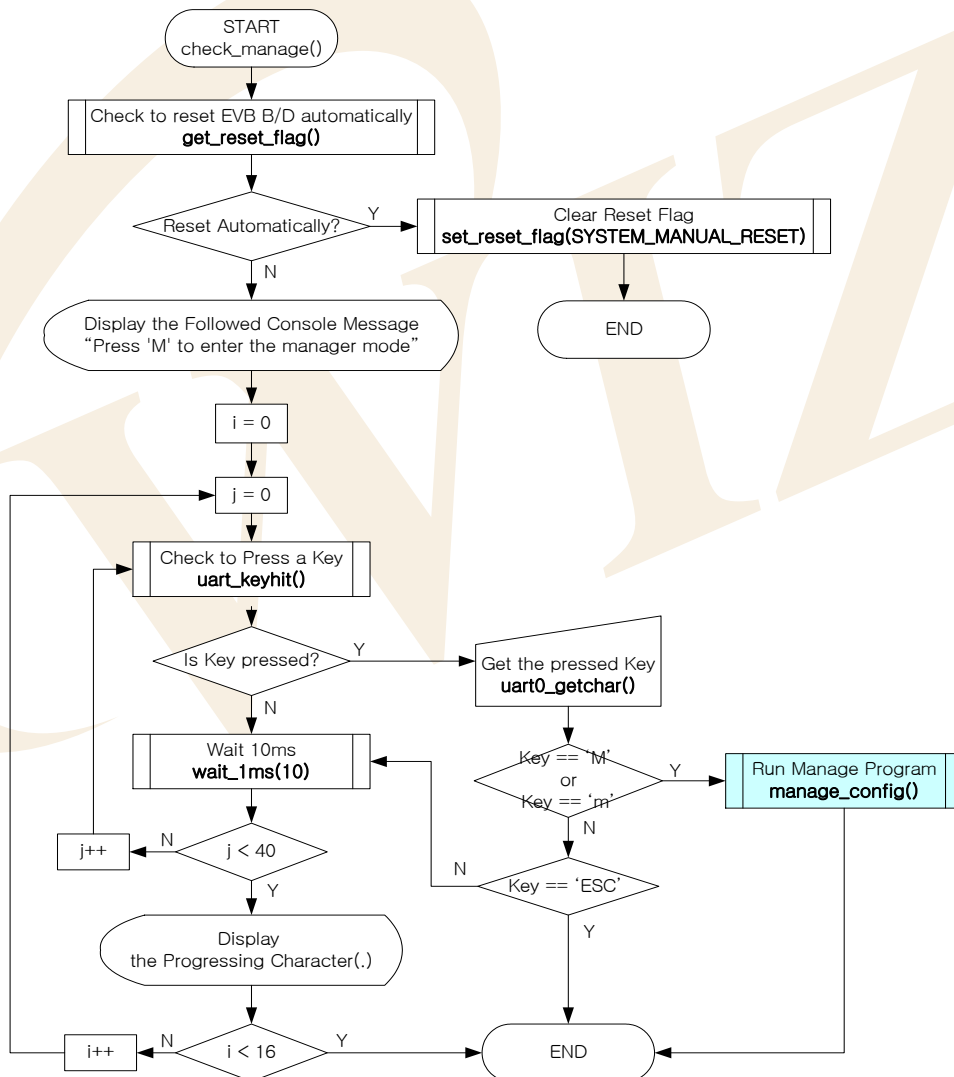 START
check_manage()
Check to reset EVB B/D automatically
get_reset_flag()
Reset Automatically?
Y
Clear Reset Flag
set_reset_flag(SYSTEM_MANUAL_RESET)
N
END
Display the Followed Console Message
“Press 'M' to enter the manager mode”
i = 0
j = 0
Check to Press a Key
uart_keyhit()
Is Key pressed?
Y
Get the pressed Key
uart0_getchar()
N
Wait 10ms
wait_1ms(10)
Key == ‘M’
or
Key == ‘m’
Y
Run Manage Program
manage_config()
N
j++
N
j < 40
Y
N
Key == ‘ESC’
Y
Display
the Progressing Character(.)
i++
N
i < 16
Y
END
WIZ